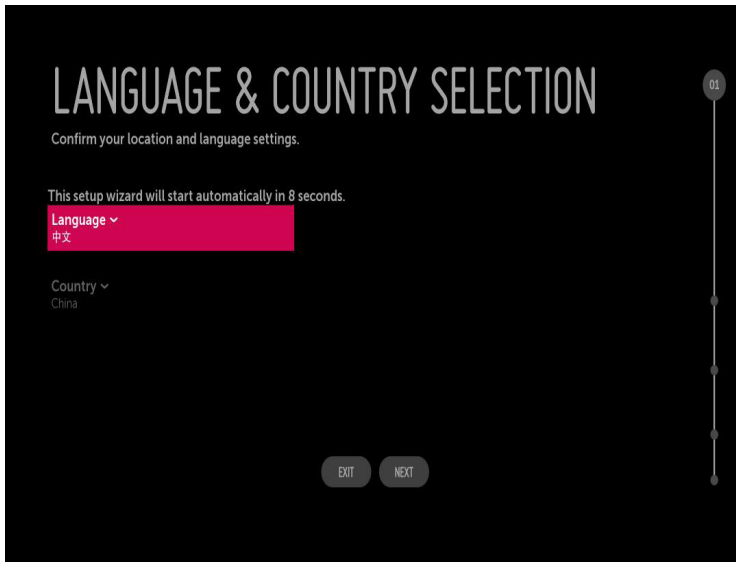 LANGUAGE & COUNTRY SELECTION
01
Confirm your location and language settings.
This setup wizard will start automatically in 8 seconds.
Language
中文
Country
China
EXIT NEXT